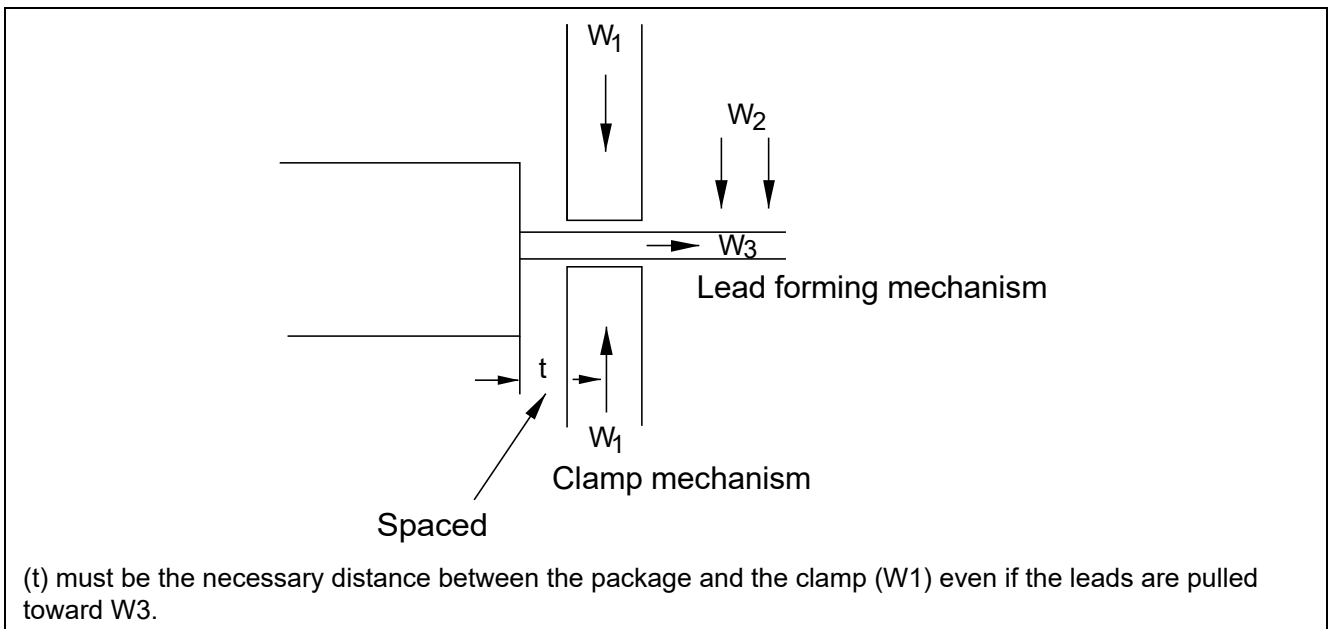 W1
W2
W3
Lead forming mechanism
t
W1
Clamp mechanism
Spaced
(t) must be the necessary distance between the package and the clamp (W1) even if the leads are pulled
toward W3.